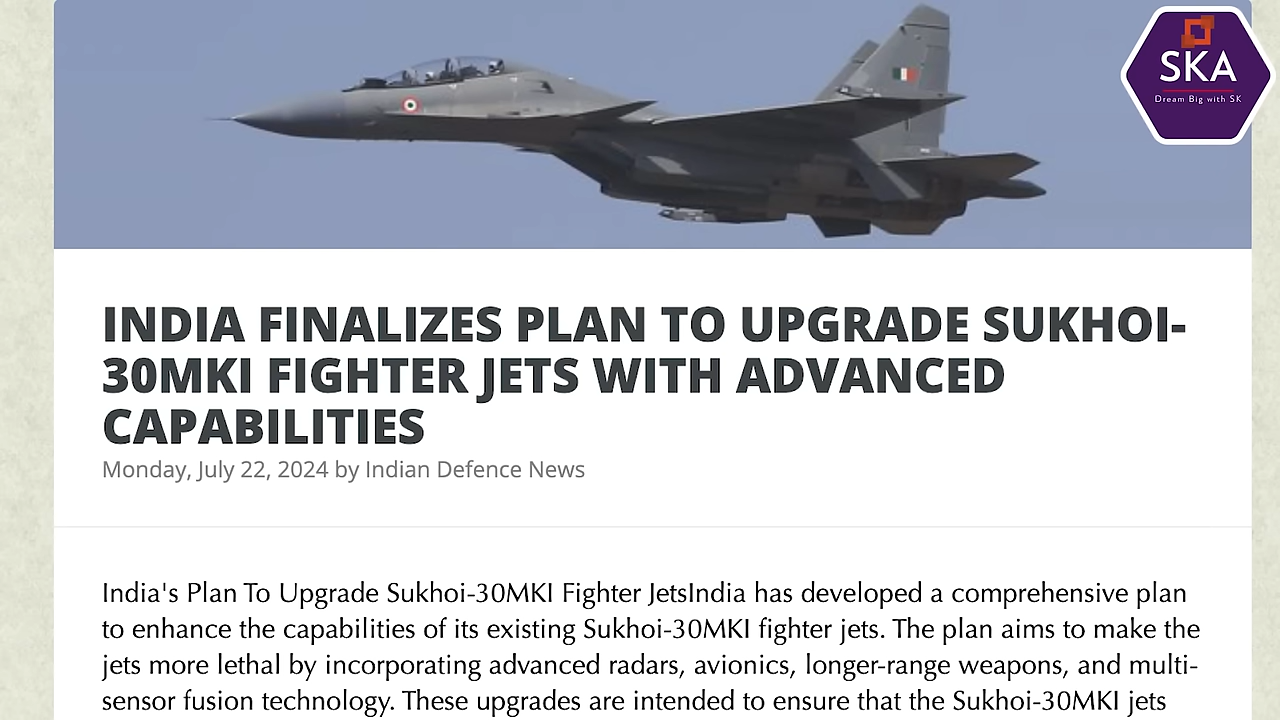 SKA
Dream Big with SK
INDIA FINALIZES PLAN TO UPGRADE SUKHOI-
30MKI FIGHTER JETS WITH ADVANCED
CAPABILITIES
Monday, July 22, 2024 by Indian Defence News
India's Plan To Upgrade Sukhoi-30MKI Fighter JetsIndia has developed a comprehensive plan
to enhance the capabilities of its existing Sukhoi-30MKI fighter jets. The plan aims to make the
jets more lethal by incorporating advanced radars, avionics, longer-range weapons, and multi-
sensor fusion technology. These upgrades are intended to ensure that the Sukhoi-30MKI jets